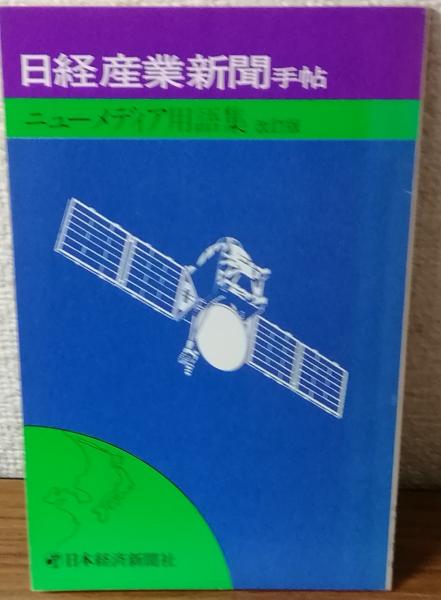 日経産業新聞手帖
ニューメディア用語集 改訂版
日本経済新聞社